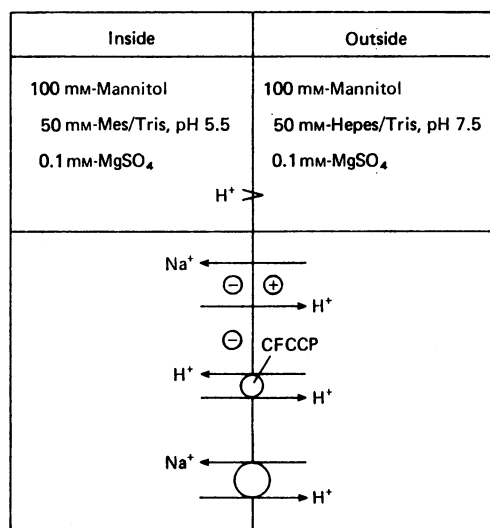 Inside
Outside
100 mM-Mannitol
50 mM-Mes/Tris, pH 5.5
0.1 mM-MgSO₄
100 mM-Mannitol
50 mM-Hepes/Tris, pH 7.5
0.1 mM-MgSO₄
H⁺ >
Na⁺
⊖ ⊕
H⁺
⊖
CFCCP
H⁺
H⁺
Na⁺
H⁺